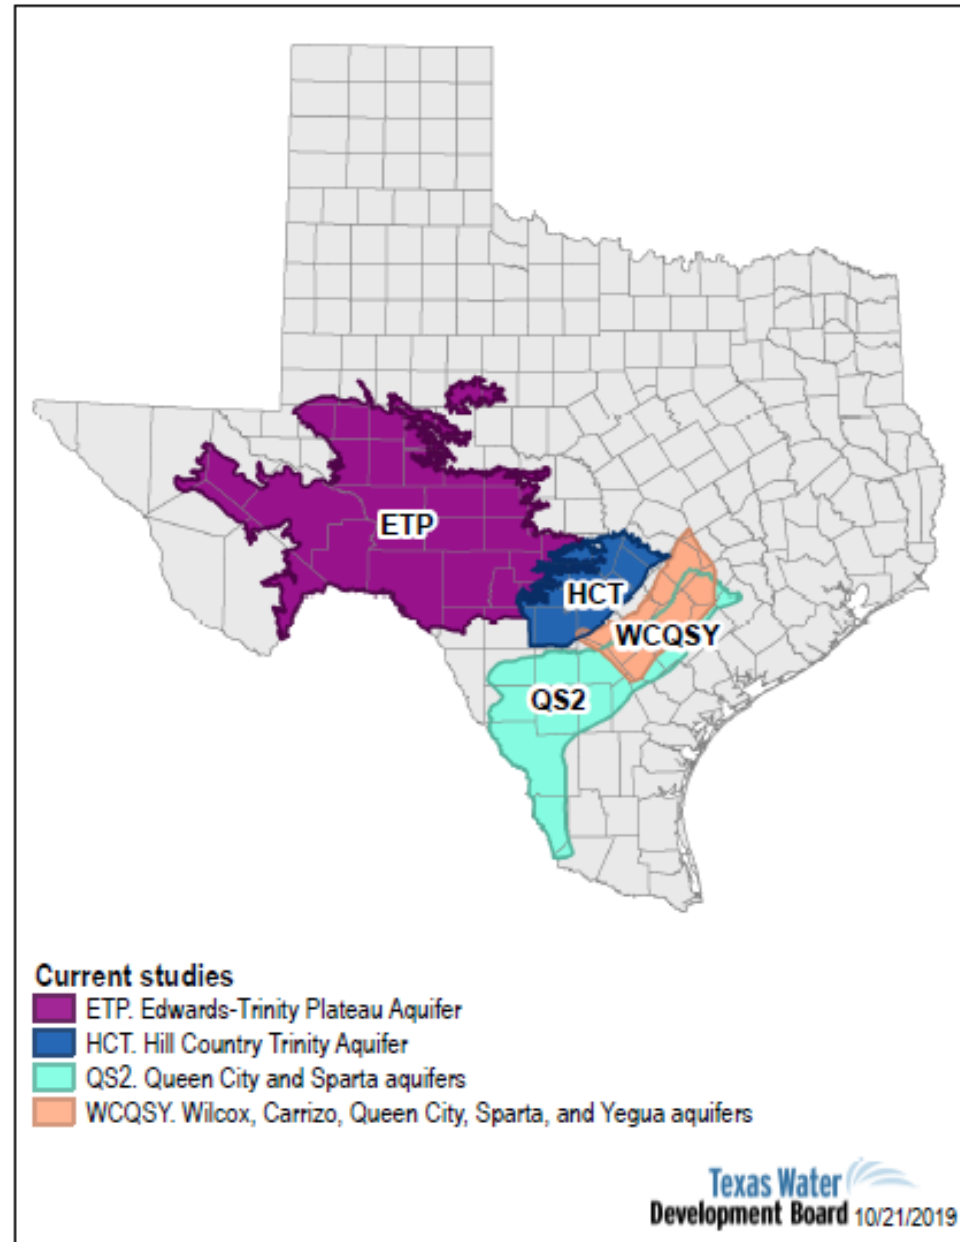 ETP
HCT
WCQSY
QS2
Current studies
ETP. Edwards-Trinity Plateau Aquifer
HCT. Hill Country Trinity Aquifer
QS2. Queen City and Sparta aquifers
WCQSY. Wilcox, Carrizo, Queen City, Sparta, and Yegua aquifers
Texas Water
Development Board 10/21/2019